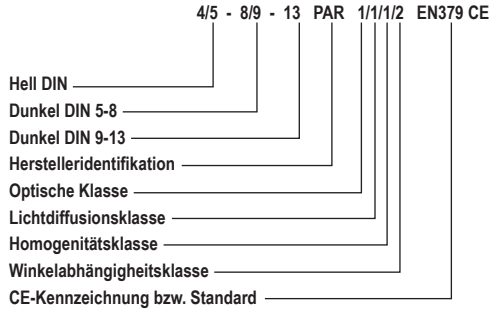 4/5 - 8/9 - 13 PAR 1/1/1/2 EN379 CE
Hell DIN
Dunkel DIN 5-8
Dunkel DIN 9-13
Herstelleridentifikation
Optische Klasse
Lichtdiffusionsklasse
Homogenitätsklasse
Winkelabhängigheitsklasse
CE-Kennzeichnung bzw. Standard